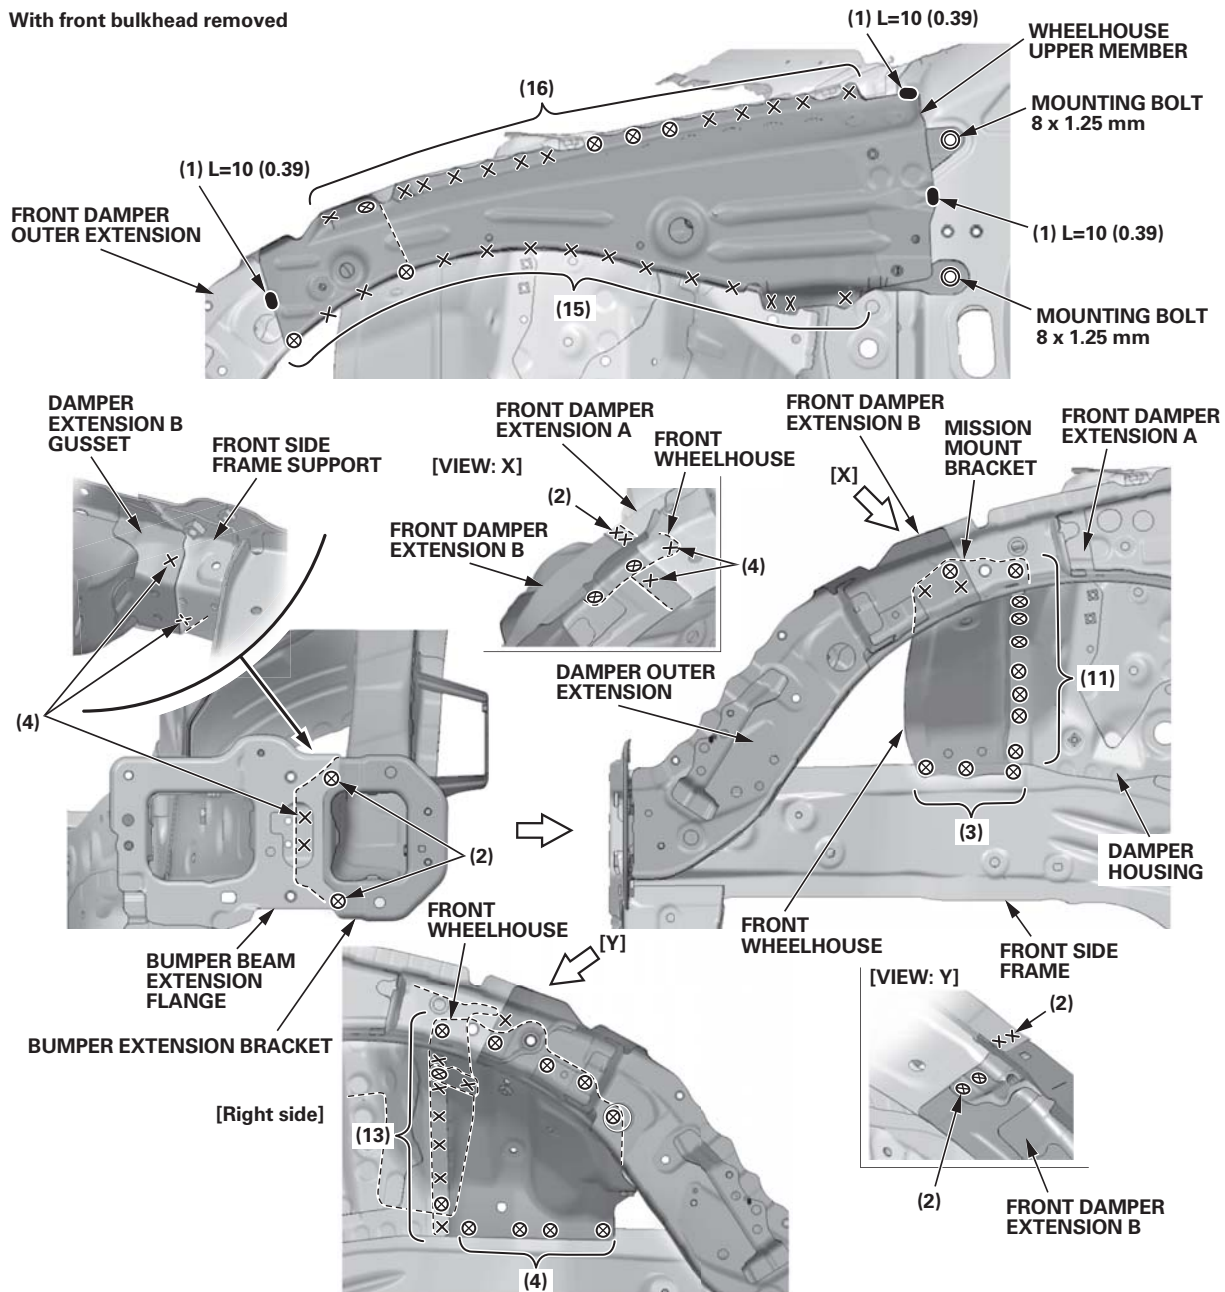 With front bulkhead removed
(1) L=10 (0.39)
WHEELHOUSE
UPPER MEMBER
(16)
MOUNTING BOLT
8 x 1.25 mm
(1) L=10 (0.39)
FRONT DAMPER
OUTER EXTENSION
(1) L=10 (0.39)
(15)
MOUNTING BOLT
8 x 1.25 mm
DAMPER
EXTENSION B
GUSSET
FRONT SIDE
FRAME SUPPORT
(4)
[VIEW: X]
FRONT DAMPER
EXTENSION A
FRONT
WHEELHOUSE
(2)
FRONT DAMPER
EXTENSION B
(4)
FRONT DAMPER
EXTENSION B
MISSION
MOUNT
BRACKET
FRONT DAMPER
EXTENSION A
[X]
DAMPER OUTER
EXTENSION
(11)
(3)
DAMPER
HOUSING
FRONT
WHEELHOUSE
FRONT SIDE
FRAME
(2)
BUMPER BEAM
EXTENSION
FLANGE
BUMPER EXTENSION BRACKET
FRONT
WHEELHOUSE
[Y]
[Right side]
(13)
(4)
[VIEW: Y]
(2)
(2)
FRONT DAMPER
EXTENSION B